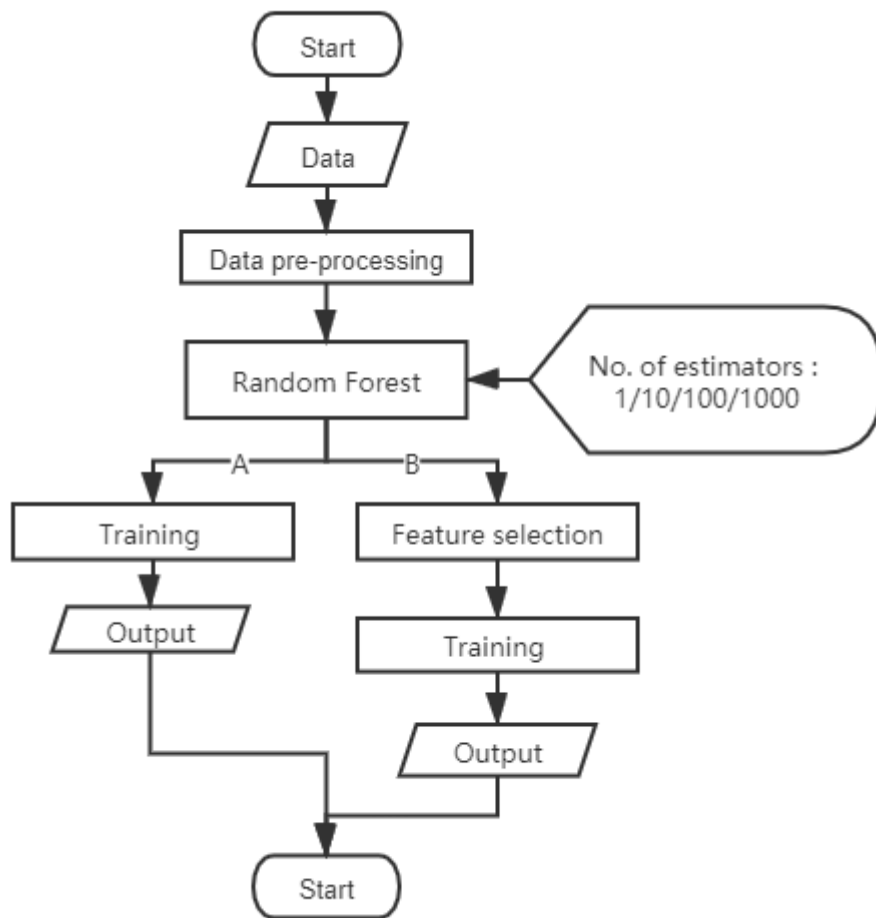 Start
Data
Data pre-processing
Random Forest
No. of estimators :
1/10/100/1000
A
B
Training
Feature selection
Output
Training
Output
Start